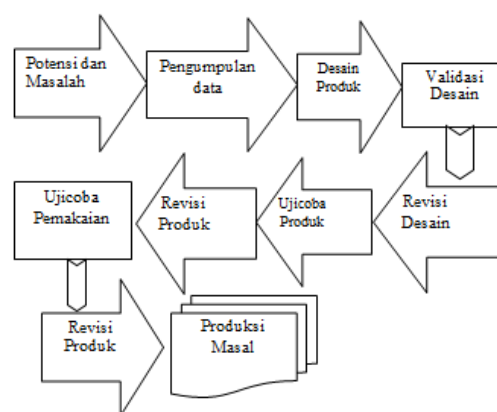 Potensi dan
Masalah
Pengumpulan
data
Desain
Produk
Validasi
Desain
Revisi
Desain
Ujicoba
Produk
Revisi
Produk
Ujicoba
Pemakaian
Revisi
Produk
Produksi
Masal